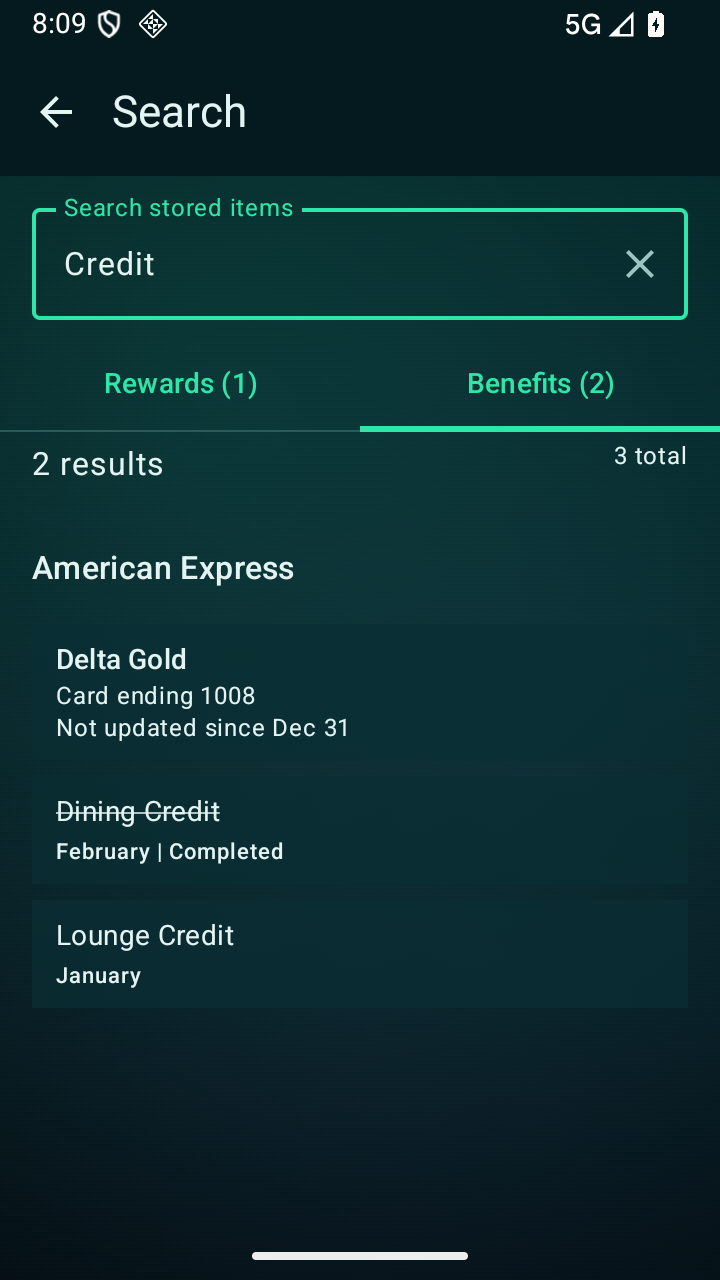 8:09
5G
Search
Search stored items
Credit
Rewards (1)
Benefits (2)
2 results
3 total
American Express
Delta Gold
Card ending 1008
Not updated since Dec 31
Dining Credit
February | Completed
Lounge Credit
January